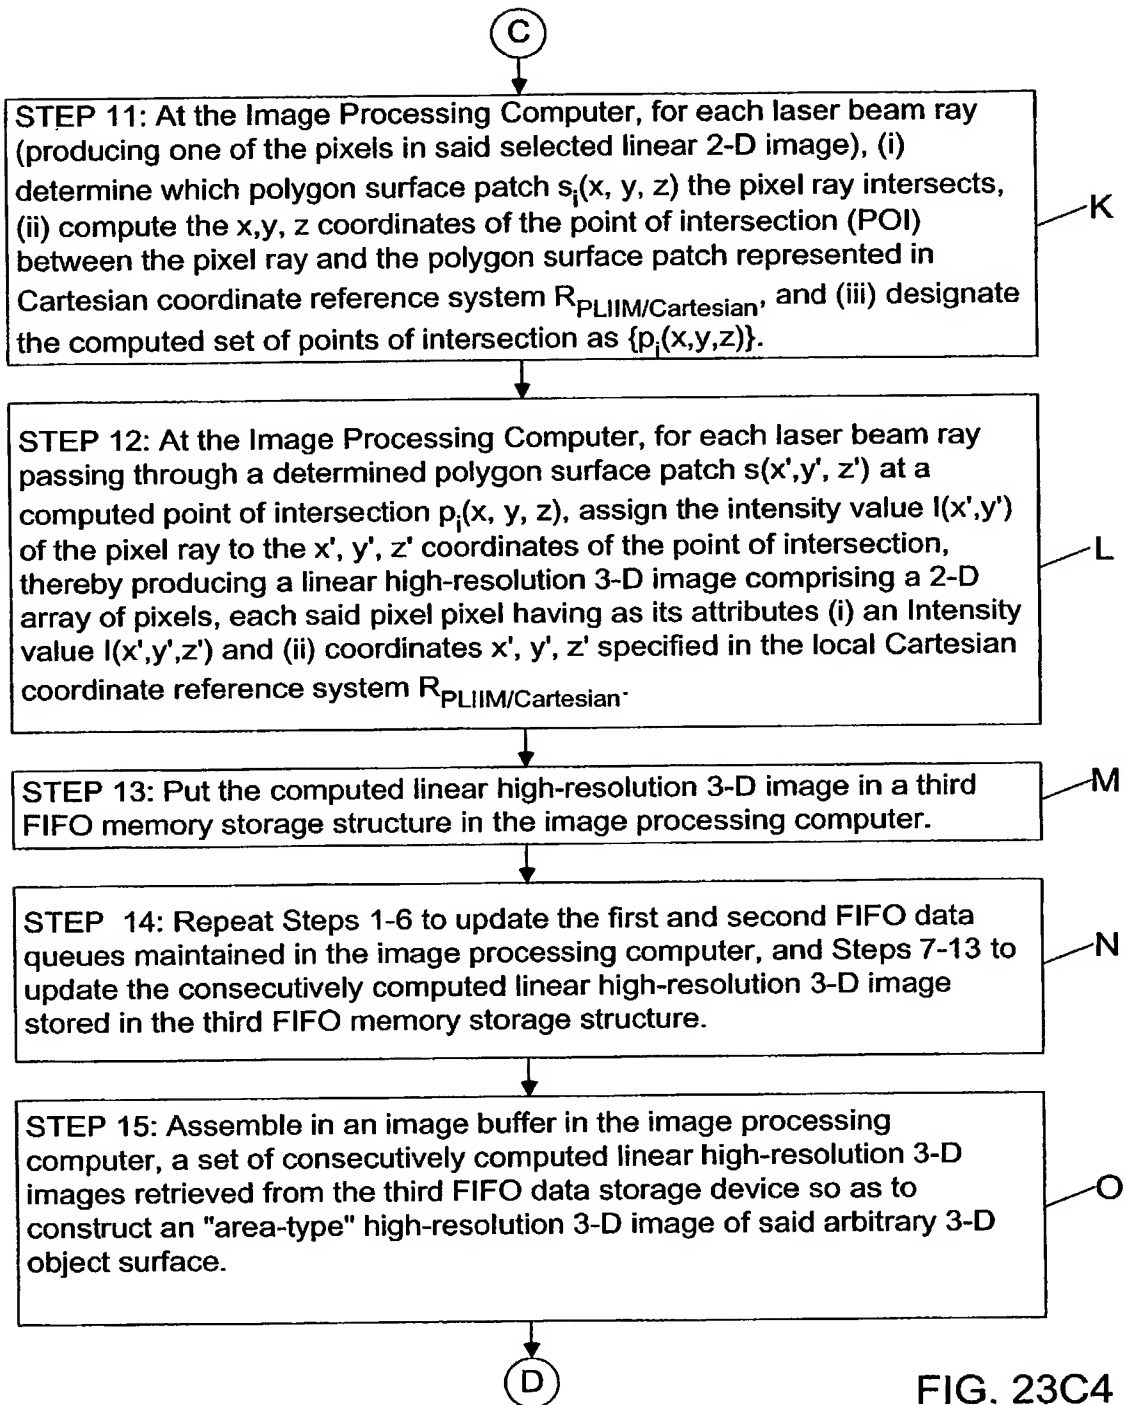 C
STEP 11: At the Image Processing Computer, for each laser beam ray
(producing one of the pixels in said selected linear 2-D image), (i)
determine which polygon surface patch sᵢ(x, y, z) the pixel ray intersects,
(ii) compute the x,y, z coordinates of the point of intersection (POI)
between the pixel ray and the polygon surface patch represented in
Cartesian coordinate reference system R_PLIIM/Cartesian, and (iii) designate
the computed set of points of intersection as {pᵢ(x,y,z)}.
K
STEP 12: At the Image Processing Computer, for each laser beam ray
passing through a determined polygon surface patch s(x',y', z') at a
computed point of intersection pᵢ(x, y, z), assign the intensity value I(x',y')
of the pixel ray to the x', y', z' coordinates of the point of intersection,
thereby producing a linear high-resolution 3-D image comprising a 2-D
array of pixels, each said pixel pixel having as its attributes (i) an Intensity
value I(x',y',z') and (ii) coordinates x', y', z' specified in the local Cartesian
coordinate reference system R_PLIIM/Cartesian.
L
STEP 13: Put the computed linear high-resolution 3-D image in a third
FIFO memory storage structure in the image processing computer.
M
STEP 14: Repeat Steps 1-6 to update the first and second FIFO data
queues maintained in the image processing computer, and Steps 7-13 to
update the consecutively computed linear high-resolution 3-D image
stored in the third FIFO memory storage structure.
N
STEP 15: Assemble in an image buffer in the image processing
computer, a set of consecutively computed linear high-resolution 3-D
images retrieved from the third FIFO data storage device so as to
construct an "area-type" high-resolution 3-D image of said arbitrary 3-D
object surface.
O
D
FIG. 23C4